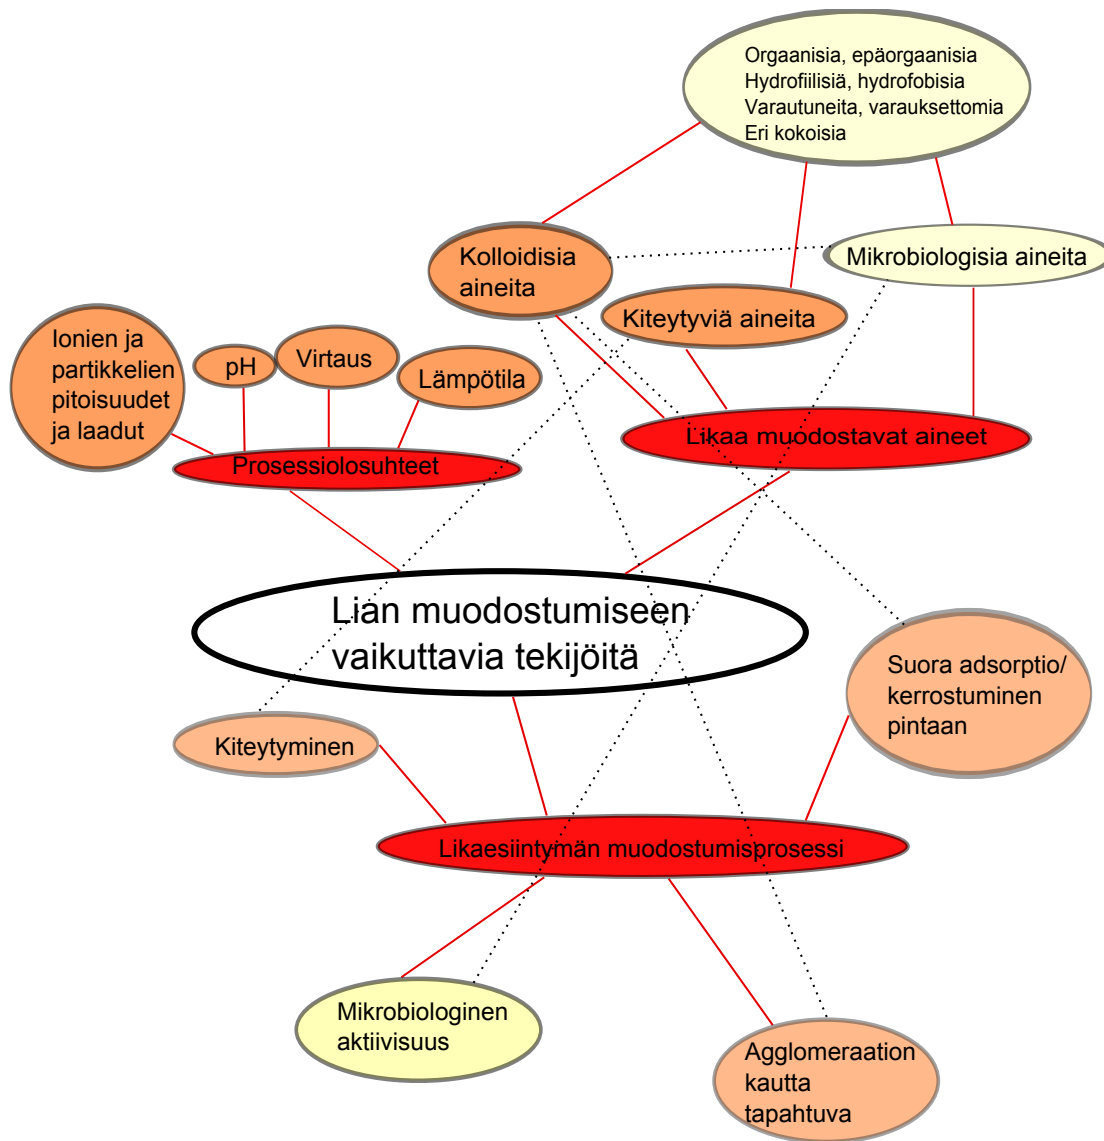 Orgaanisia, epäorgaanisia
Hydrofiilisiä, hydrofobisia
Varautuneita, varauksettomia
Eri kokoisia
Kolloidisia
aineita
Mikrobiologisia aineita
Kiteytyviä aineita
Ionien ja
partikkelien
pitoisuudet
ja laadut
pH
Virtaus
Lämpötila
Likaa muodostavat aineet
Prosessiolosuhteet
Lian muodostumiseen
vaikuttavia tekijöitä
Suora adsorptio/
kerrostuminen
pintaan
Kiteytyminen
Likaesiintymän muodostumisprosessi
Mikrobiologinen
aktiivisuus
Agglomeraation
kautta
tapahtuva